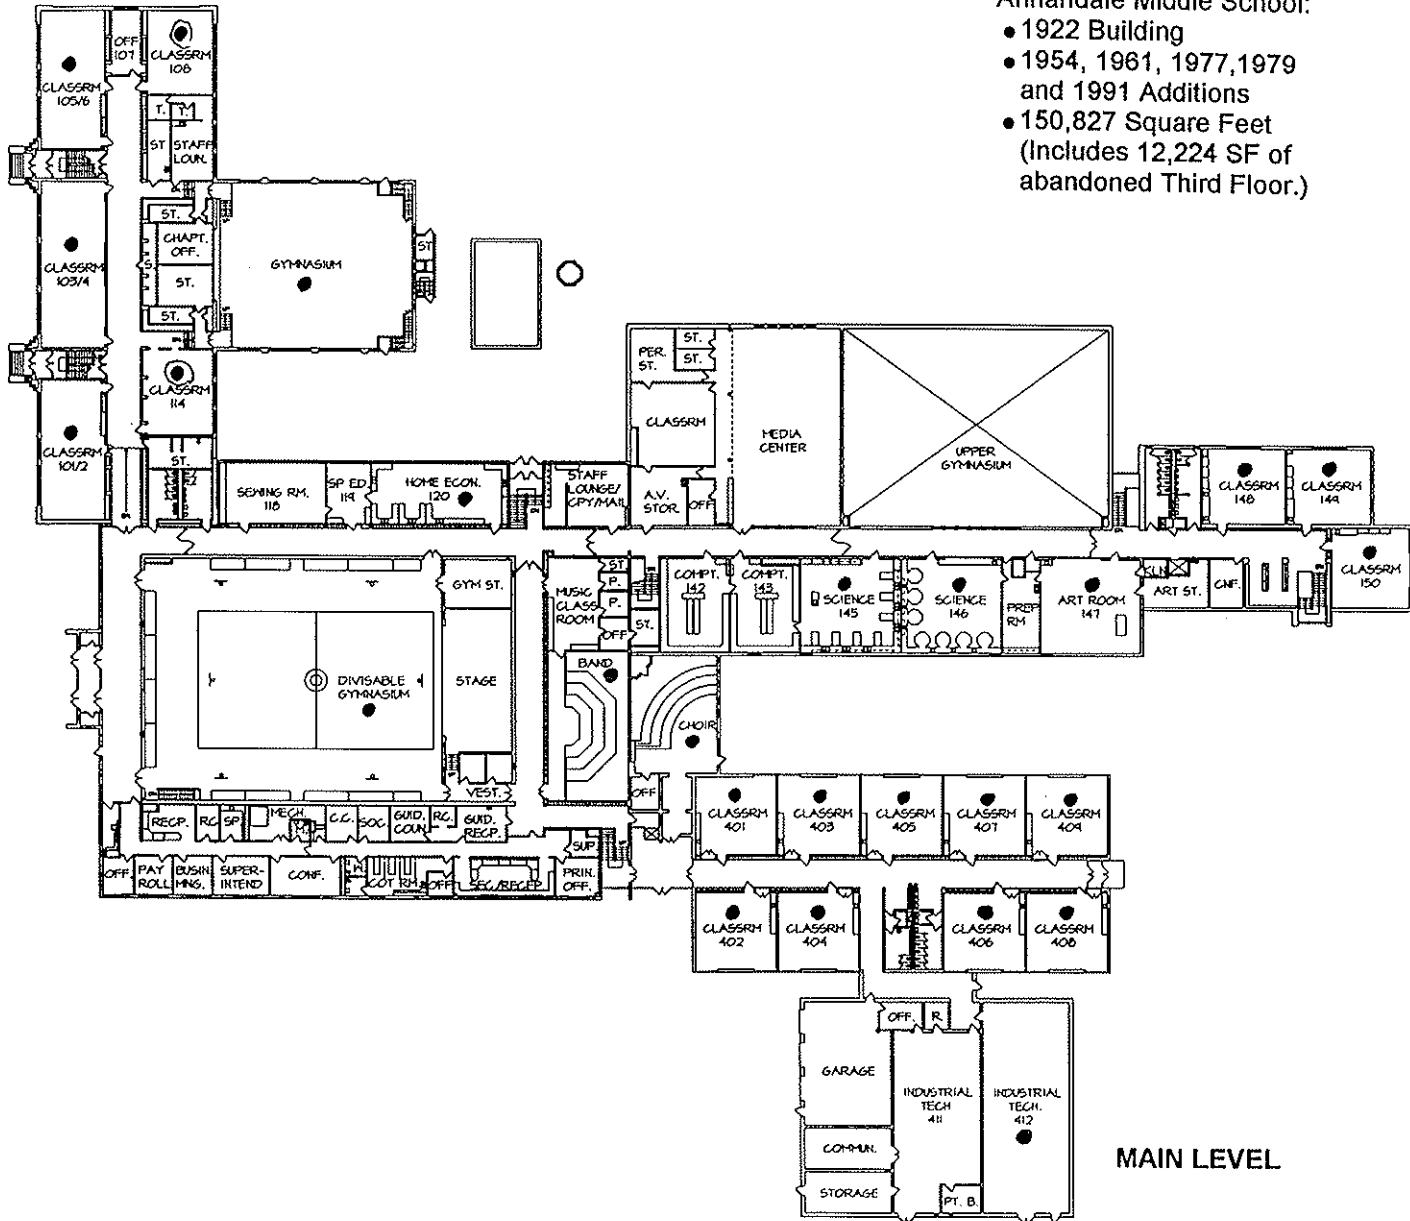 Annandale Middle School:
• 1922 Building
• 1954, 1961, 1977,1979
and 1991 Additions
• 150,827 Square Feet
(Includes 12,224 SF of
abandoned Third Floor.)
OFF
107
CLASSRM
108
CLASSRM
105/6
T.
T.
ST
STAFF
LOUN.
ST.
CHAPT.
OFF.
S.
ST.
ST.
CLASSRM
103/4
GYMNASIUM
ST
CLASSRM
114
CLASSRM
101/2
ST.
SEWING RM.
118
SP ED.
119
HOME ECON.
120
STAFF
LOUNGE/
CPY/MAIL
PER.
ST.
ST.
ST.
CLASSRM
A.V.
STOR.
OFF
MEDIA
CENTER
UPPER
GYMNASIUM
CLASSRM
148
CLASSRM
149
CLASSRM
150
GYM ST.
STAGE
VEST.
DIVISABLE
GYMNASIUM
MUSIC
CLASS
ROOM
ST
P.
P.
OFF
ST.
COMPT.
142
COMPT.
143
SCIENCE
145
SCIENCE
146
PREP
RM
ART ROOM
147
KLN
ART ST.
CNF.
BAND
CHOIR
OFF
RECP.
RC
SP
MECH.
C.C.
SOC.
GUID.
COUN
RC.
GUID.
RECP.
SUP
OFF
PAY
ROLL
BUSIN
MNG.
SUPER-
INTEND
CONF.
W
COT RM.
OFF
SEC/RECEP
PRIN.
OFF.
CLASSRM
401
CLASSRM
403
CLASSRM
405
CLASSRM
407
CLASSRM
409
CLASSRM
402
CLASSRM
404
CLASSRM
406
CLASSRM
408
OFF.
R
GARAGE
INDUSTRIAL
TECH
411
INDUSTRIAL
TECH.
412
COMMUN.
STORAGE
PT. B.
MAIN LEVEL